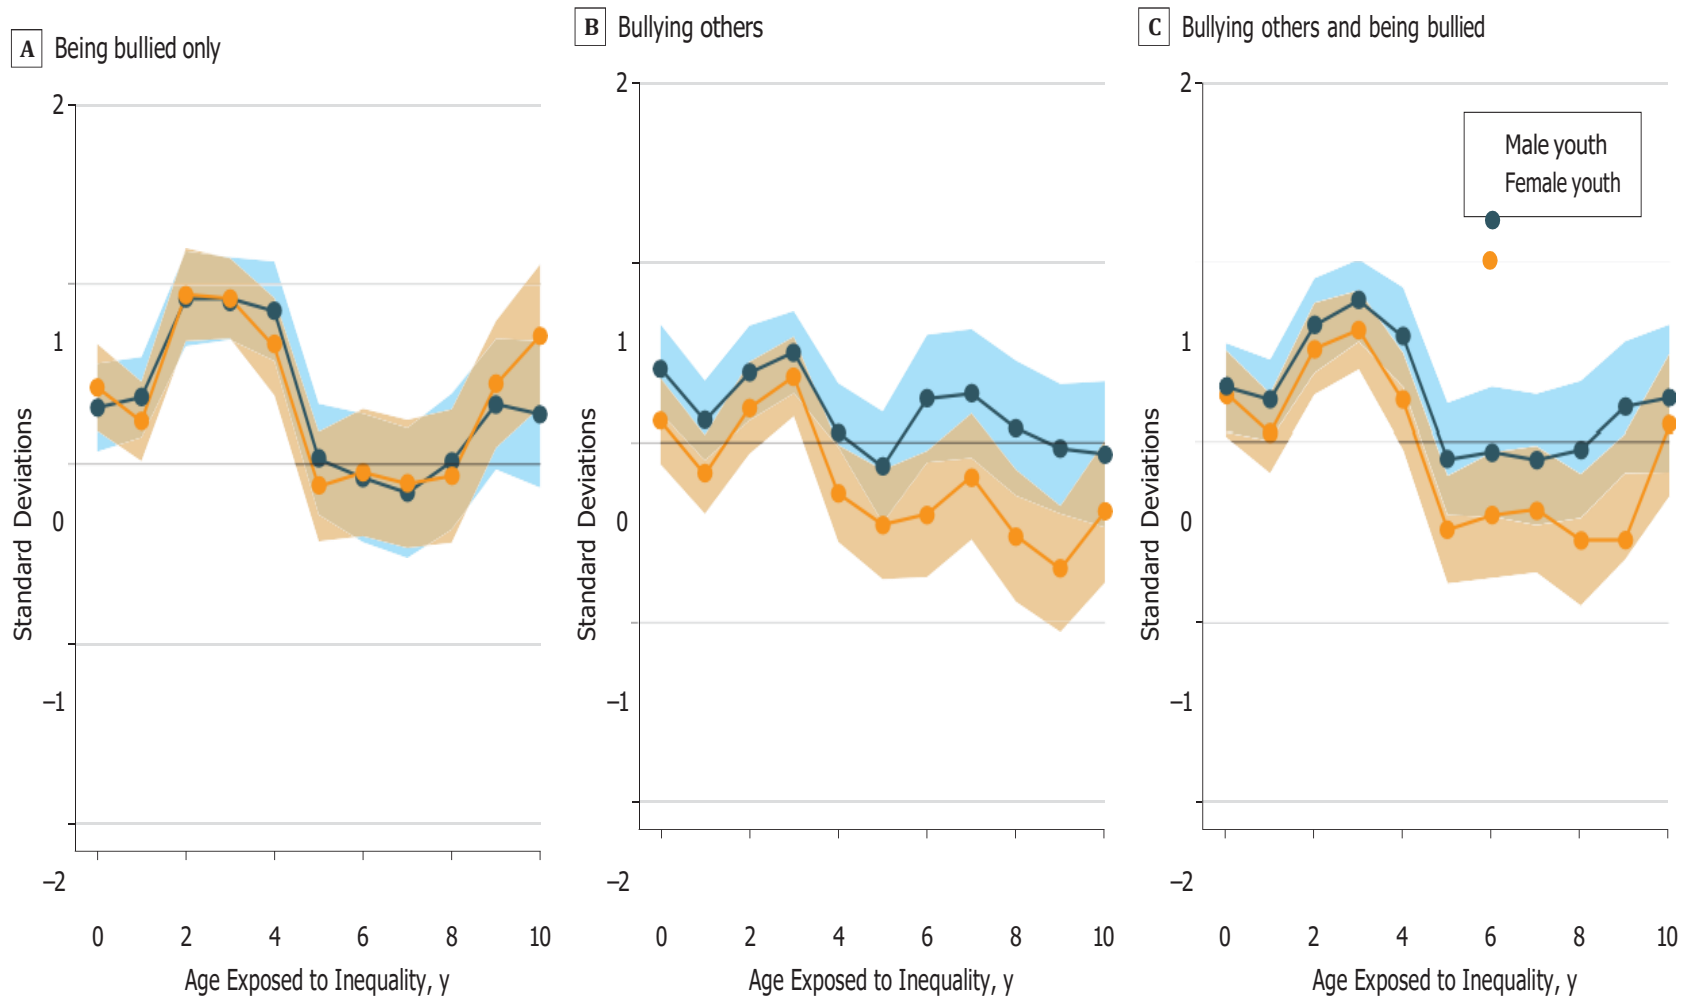 A Being bullied only
2
1
0
–1
–2
Standard Deviations
0 2 4 6 8 10
Age Exposed to Inequality, y
B Bullying others
2
1
0
–1
–2
Standard Deviations
0 2 4 6 8 10
Age Exposed to Inequality, y
C Bullying others and being bullied
2
1
0
–1
–2
Standard Deviations
Male youth
Female youth
0 2 4 6 8 10
Age Exposed to Inequality, y